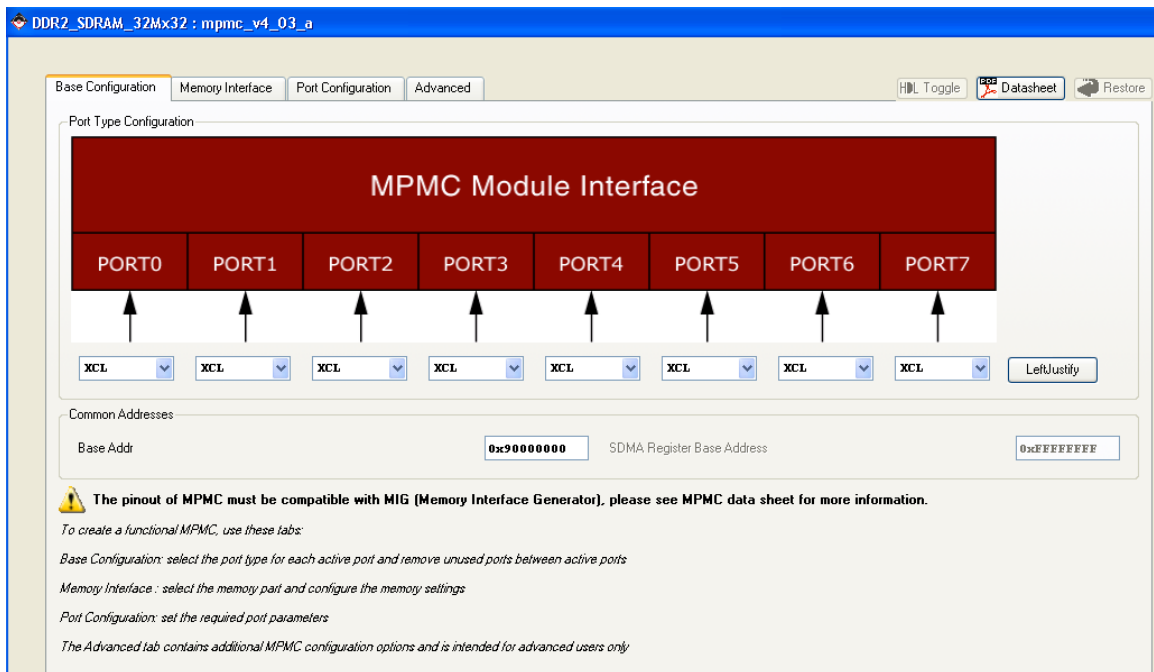 DDR2_SDRAM_32Mx32 : mpmc_v4_03_a
Base Configuration Memory Interface Port Configuration Advanced HDL Toggle PDF Datasheet Restore
Port Type Configuration
MPMC Module Interface
PORT0 PORT1 PORT2 PORT3 PORT4 PORT5 PORT6 PORT7
XCL XCL XCL XCL XCL XCL XCL XCL LeftJustify
Common Addresses
Base Addr 0x90000000 SDMA Register Base Address 0xFFFFFFFF
The pinout of MPMC must be compatible with MIG (Memory Interface Generator), please see MPMC data sheet for more information.
To create a functional MPMC, use these tabs:
Base Configuration: select the port type for each active port and remove unused ports between active ports
Memory Interface : select the memory part and configure the memory settings
Port Configuration: set the required port parameters
The Advanced tab contains additional MPMC configuration options and is intended for advanced users only